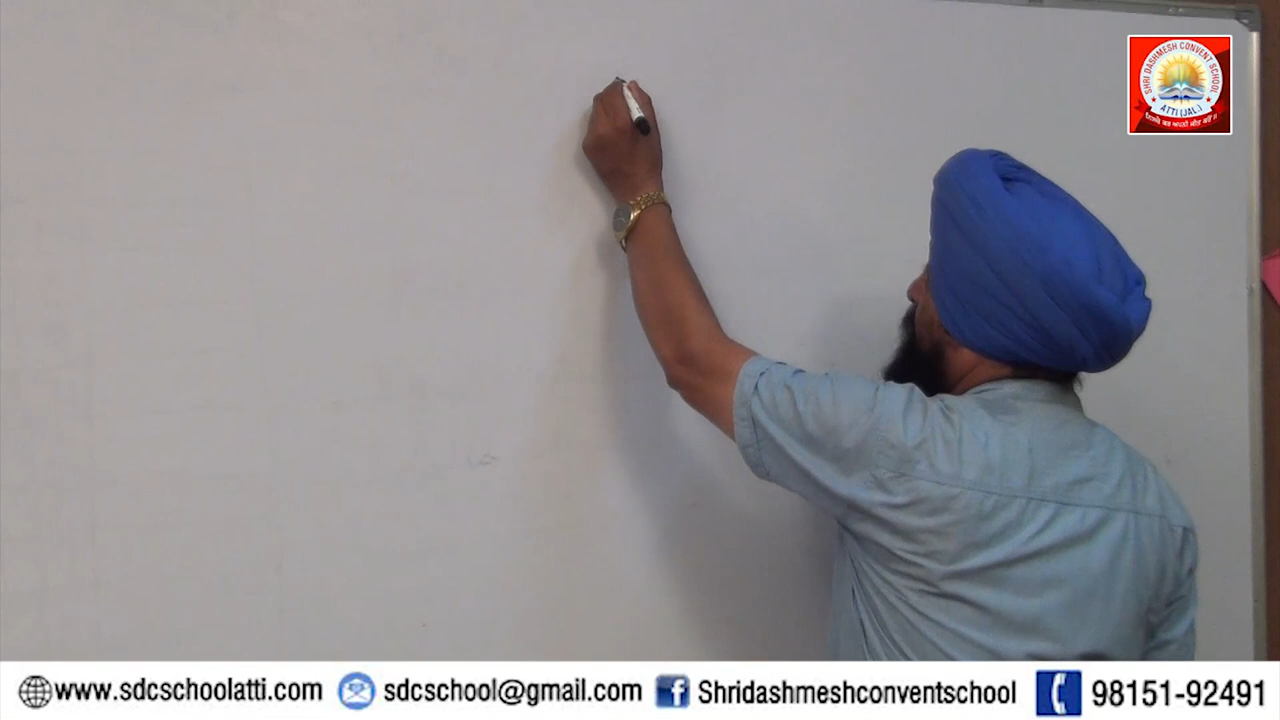 SHRI DASHMESH CONVENT SCHOOL
ATTI (JAL.)
www.sdcschoolatti.com
sdcschool@gmail.com
Shridashmeshconventschool
98151-92491